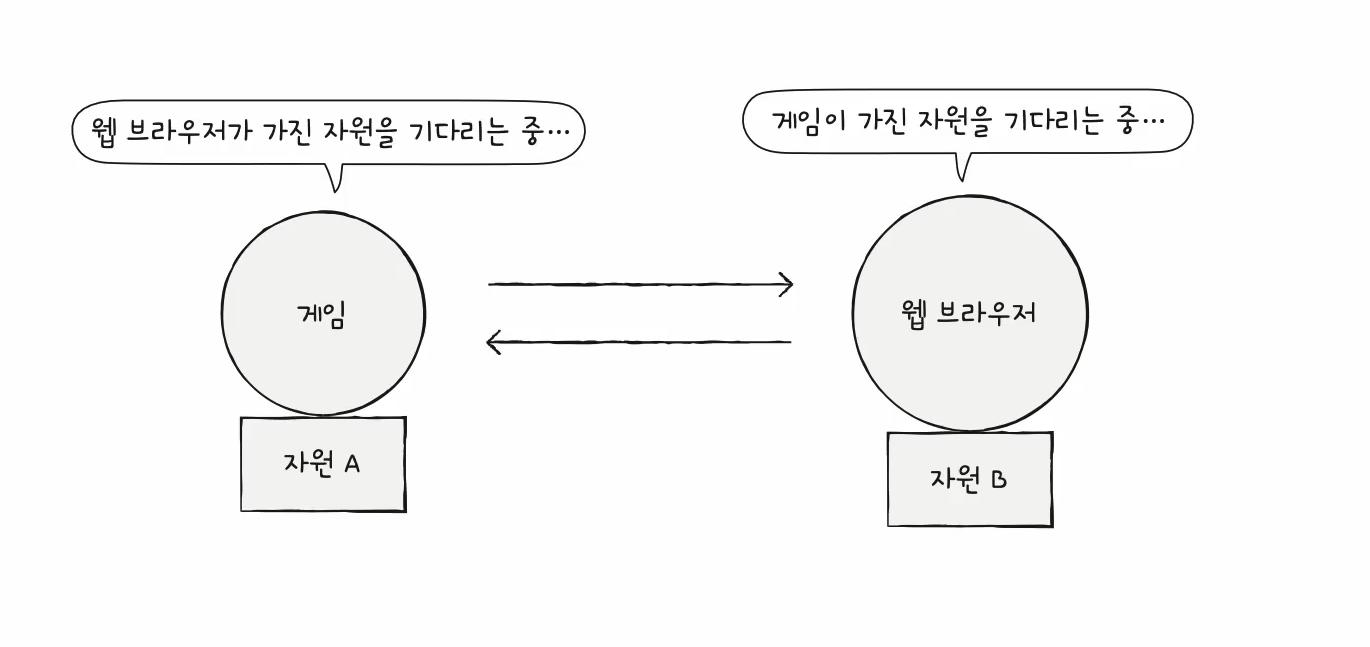 웹 브라우저가 가진 자원을 기다리는 중…
게임이 가진 자원을 기다리는 중…
게임
웹 브라우저
자원 A
자원 B